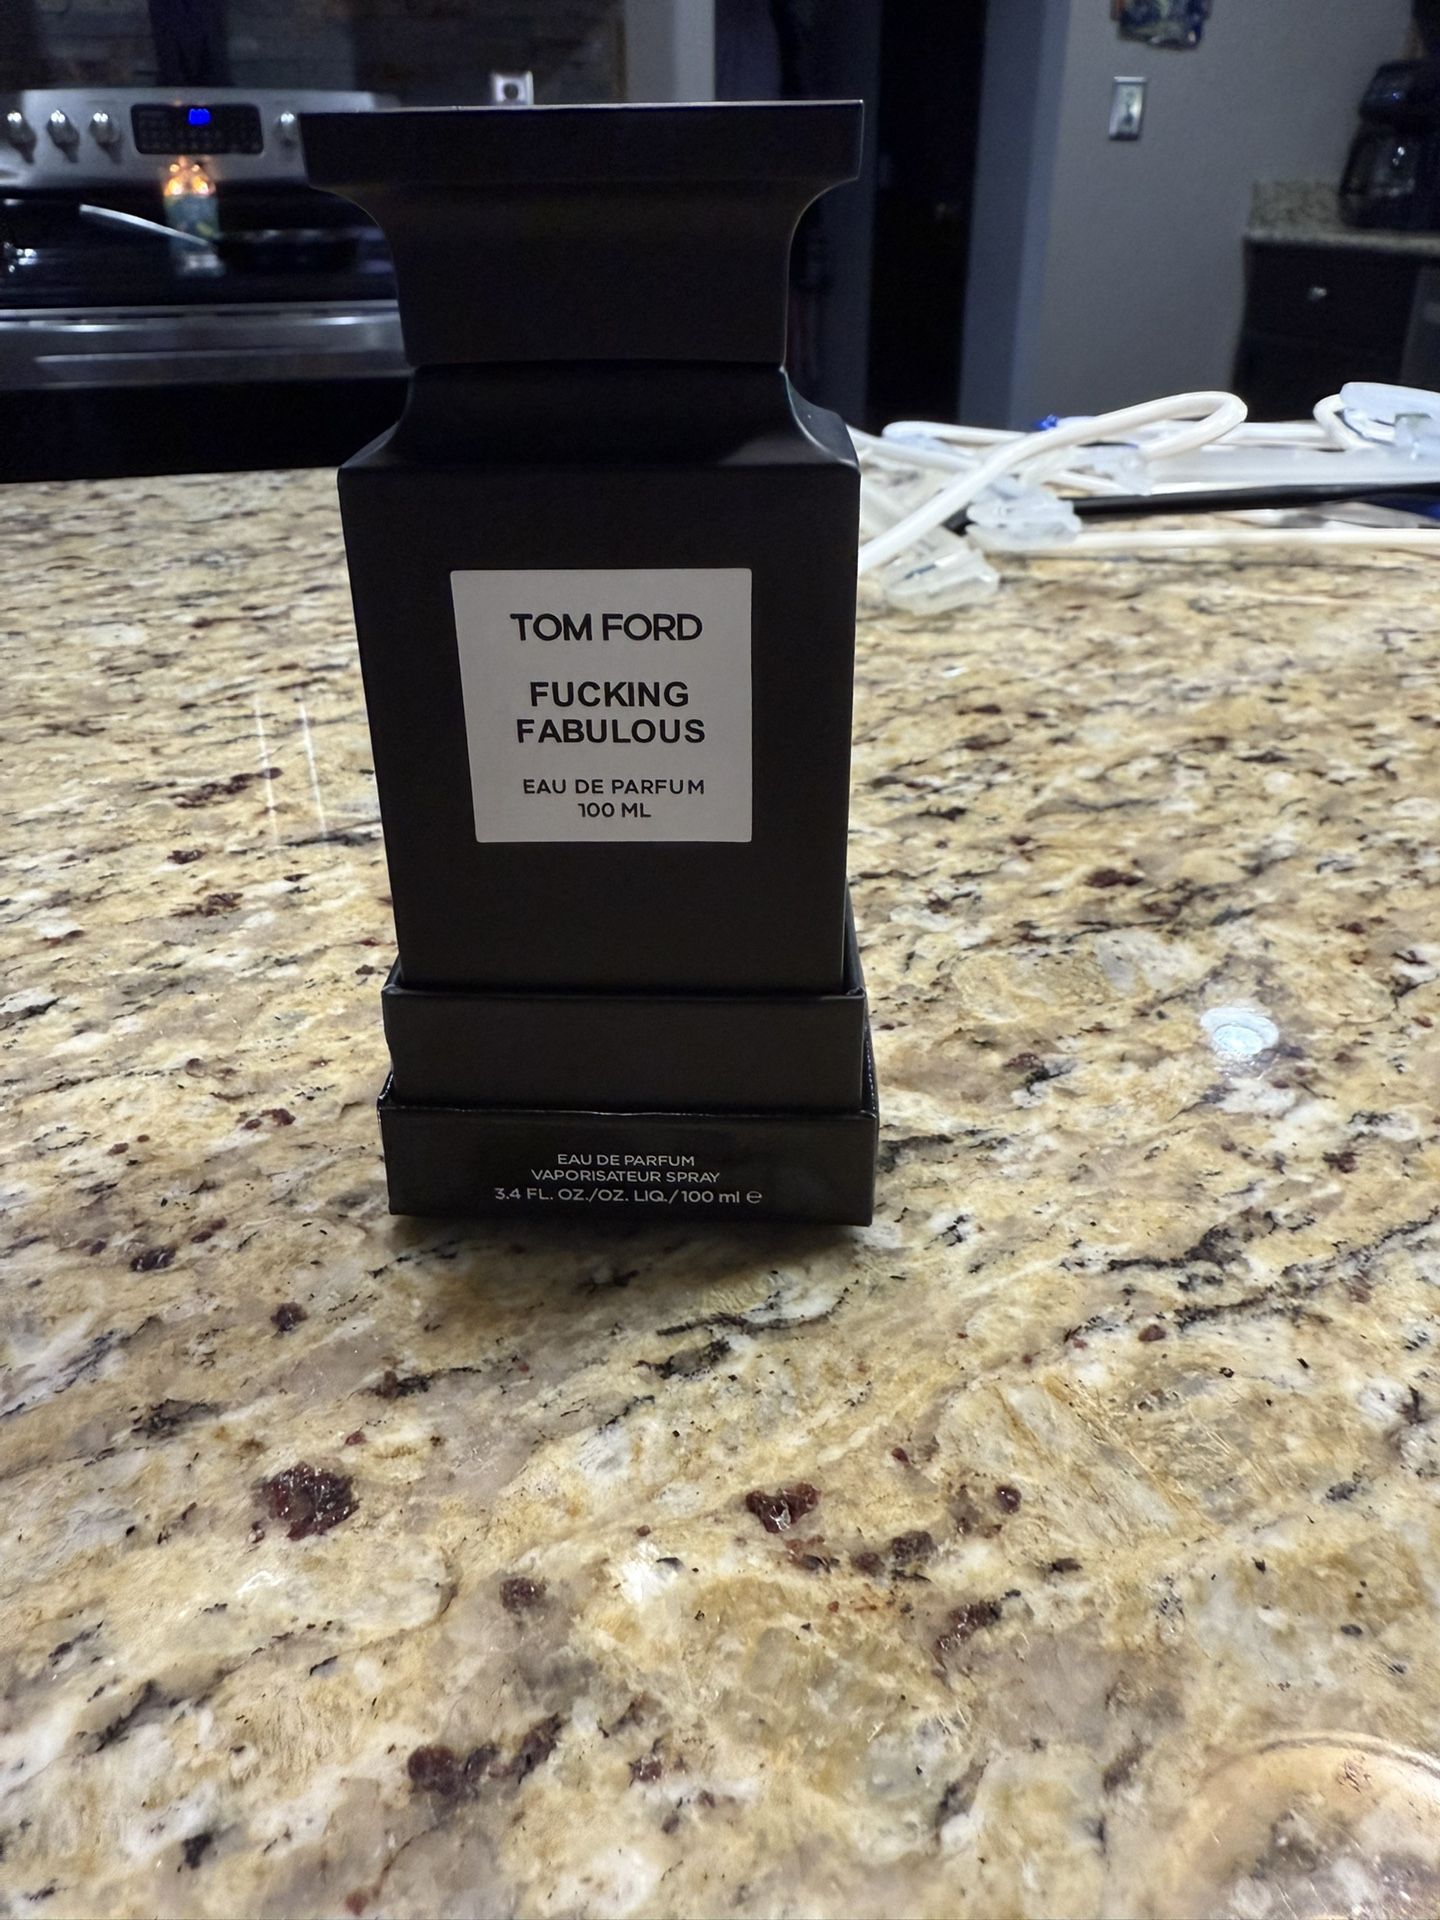 TOM FORD
FUCKING
FABULOUS
EAU DE PARFUM
100 ML
EAU DE PARFUM
VAPORISATEUR SPRAY
3.4 FL. OZ./OZ. LIQ./100 ml ℮